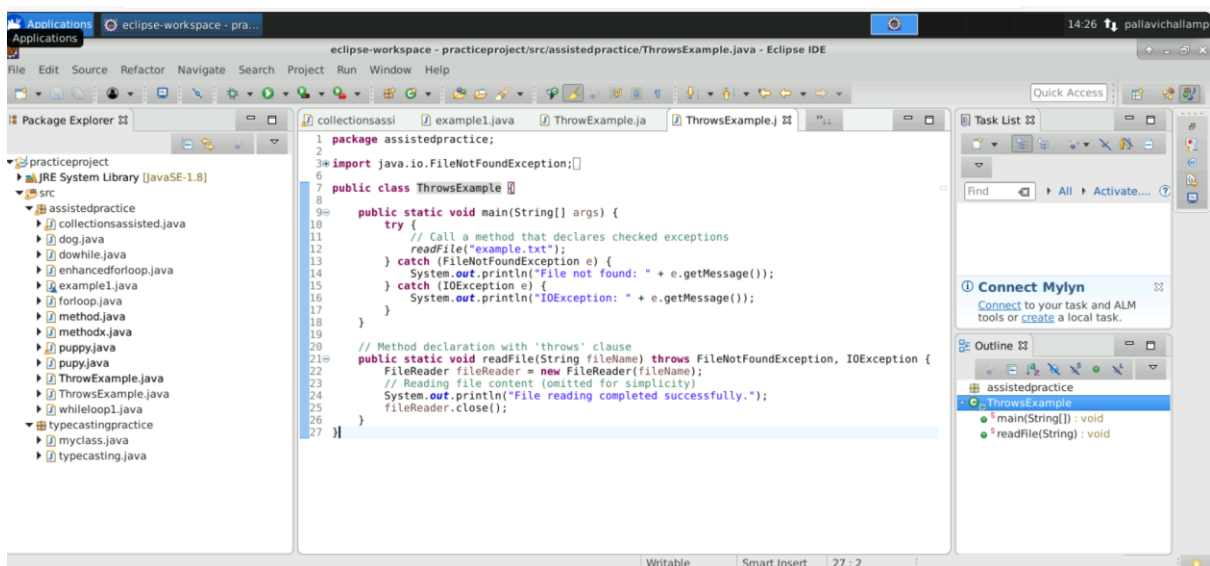 Applications eclipse-workspace - pra... 14:26 pallavichallamp
Applications
eclipse-workspace - practiceproject/src/assistedpractice/ThrowsExample.java - Eclipse IDE
File Edit Source Refactor Navigate Search Project Run Window Help
Quick Access
Package Explorer
practiceproject
JRE System Library [JavaSE-1.8]
src
assistedpractice
collectionsassisted.java
dog.java
dowhile.java
enhancedforloop.java
example1.java
forloop.java
method.java
methodx.java
puppy.java
pupy.java
ThrowExample.java
ThrowsExample.java
whileloop1.java
typecastingpractice
myclass.java
typecasting.java
collectionsassi example1.java ThrowExample.ja ThrowsExample.j "11
1 package assistedpractice;
2
3 import java.io.FileNotFoundException;
6
7 public class ThrowsExample {
8
9 public static void main(String[] args) {
10 try {
11 // Call a method that declares checked exceptions
12 readFile("example.txt");
13 } catch (FileNotFoundException e) {
14 System.out.println("File not found: " + e.getMessage());
15 } catch (IOException e) {
16 System.out.println("IOException: " + e.getMessage());
17 }
18 }
19
20 // Method declaration with 'throws' clause
21 public static void readFile(String fileName) throws FileNotFoundException, IOException {
22 FileReader fileReader = new FileReader(fileName);
23 // Reading file content (omitted for simplicity)
24 System.out.println("File reading completed successfully.");
25 fileReader.close();
26 }
27 }
Task List
Find All Activate....
Connect Mylyn
Connect to your task and ALM
tools or create a local task.
Outline
assistedpractice
ThrowsExample
main(String[]) : void
readFile(String) : void
Writable Smart Insert 27 : 2